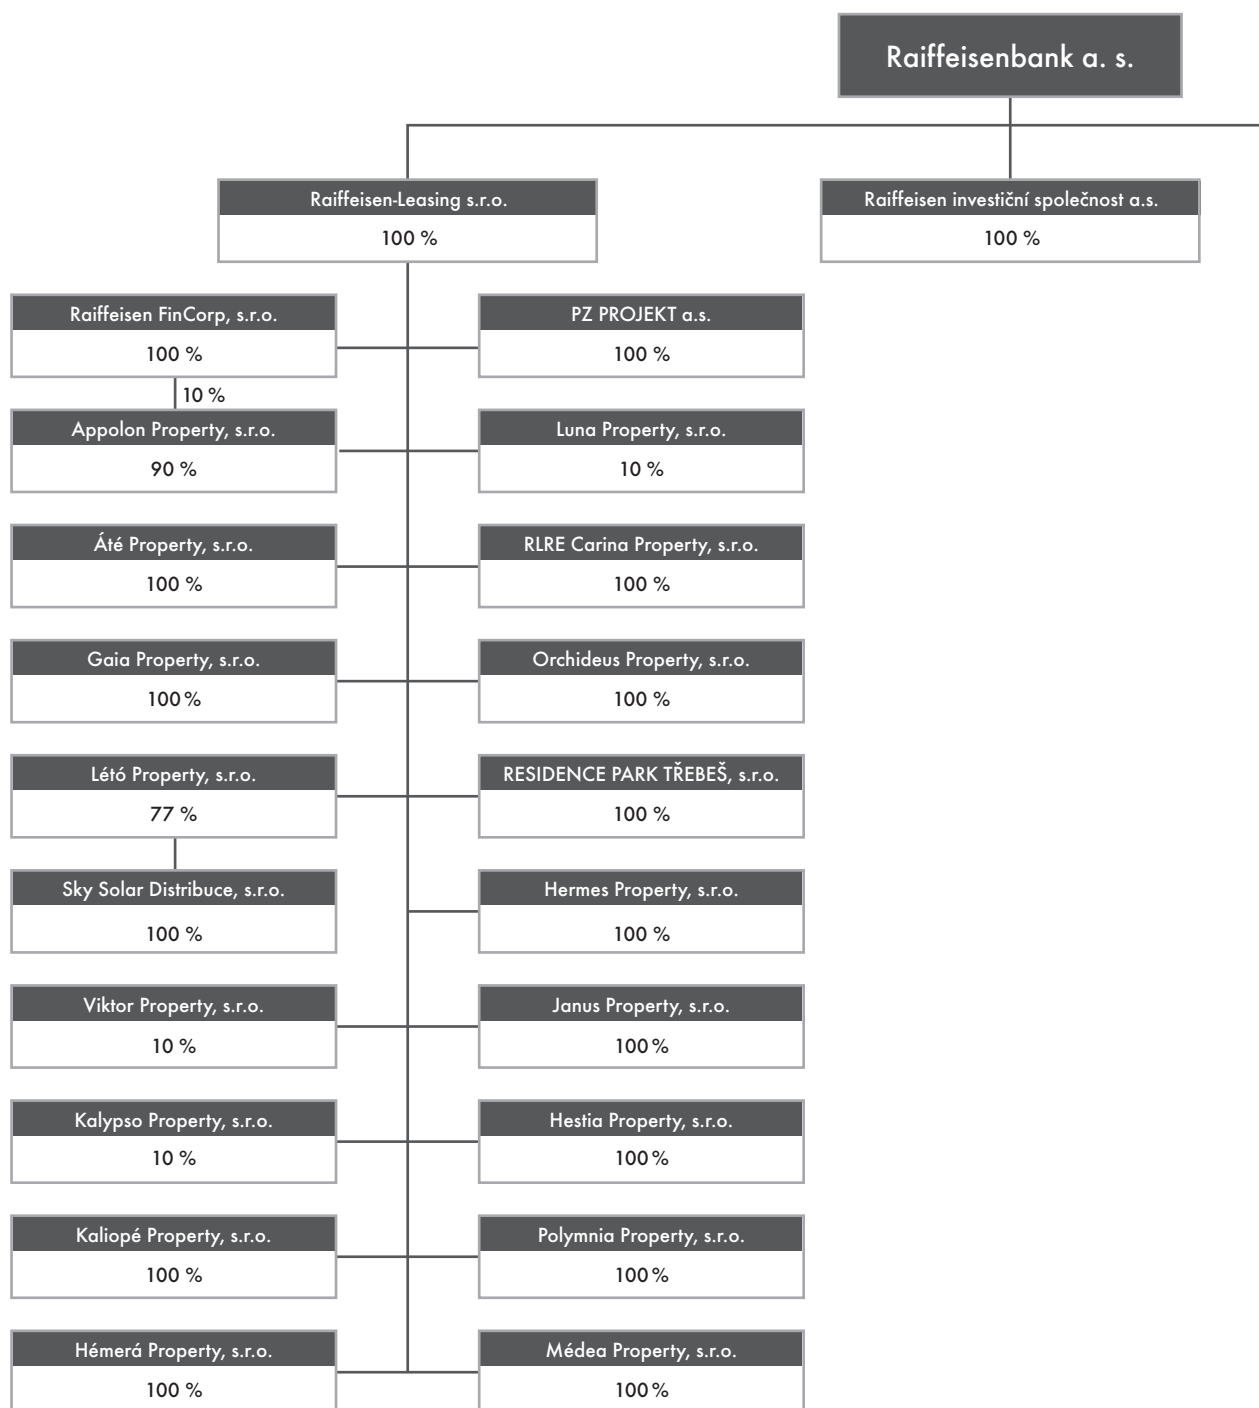 Raiffeisenbank a. s.
Raiffeisen-Leasing s.r.o.
100 %
Raiffeisen investiční společnost a.s.
100 %
Raiffeisen FinCorp, s.r.o.
100 %
PZ PROJEKT a.s.
100 %
10 %
Appolon Property, s.r.o.
90 %
Luna Property, s.r.o.
10 %
Áté Property, s.r.o.
100 %
RLRE Carina Property, s.r.o.
100 %
Gaia Property, s.r.o.
100 %
Orchideus Property, s.r.o.
100 %
Létó Property, s.r.o.
77 %
RESIDENCE PARK TŘEBEŠ, s.r.o.
100 %
Sky Solar Distribuce, s.r.o.
100 %
Hermes Property, s.r.o.
100 %
Viktor Property, s.r.o.
10 %
Janus Property, s.r.o.
100 %
Kalypso Property, s.r.o.
10 %
Hestia Property, s.r.o.
100 %
Kaliopé Property, s.r.o.
100 %
Polymnia Property, s.r.o.
100 %
Hémerá Property, s.r.o.
100 %
Médea Property, s.r.o.
100 %